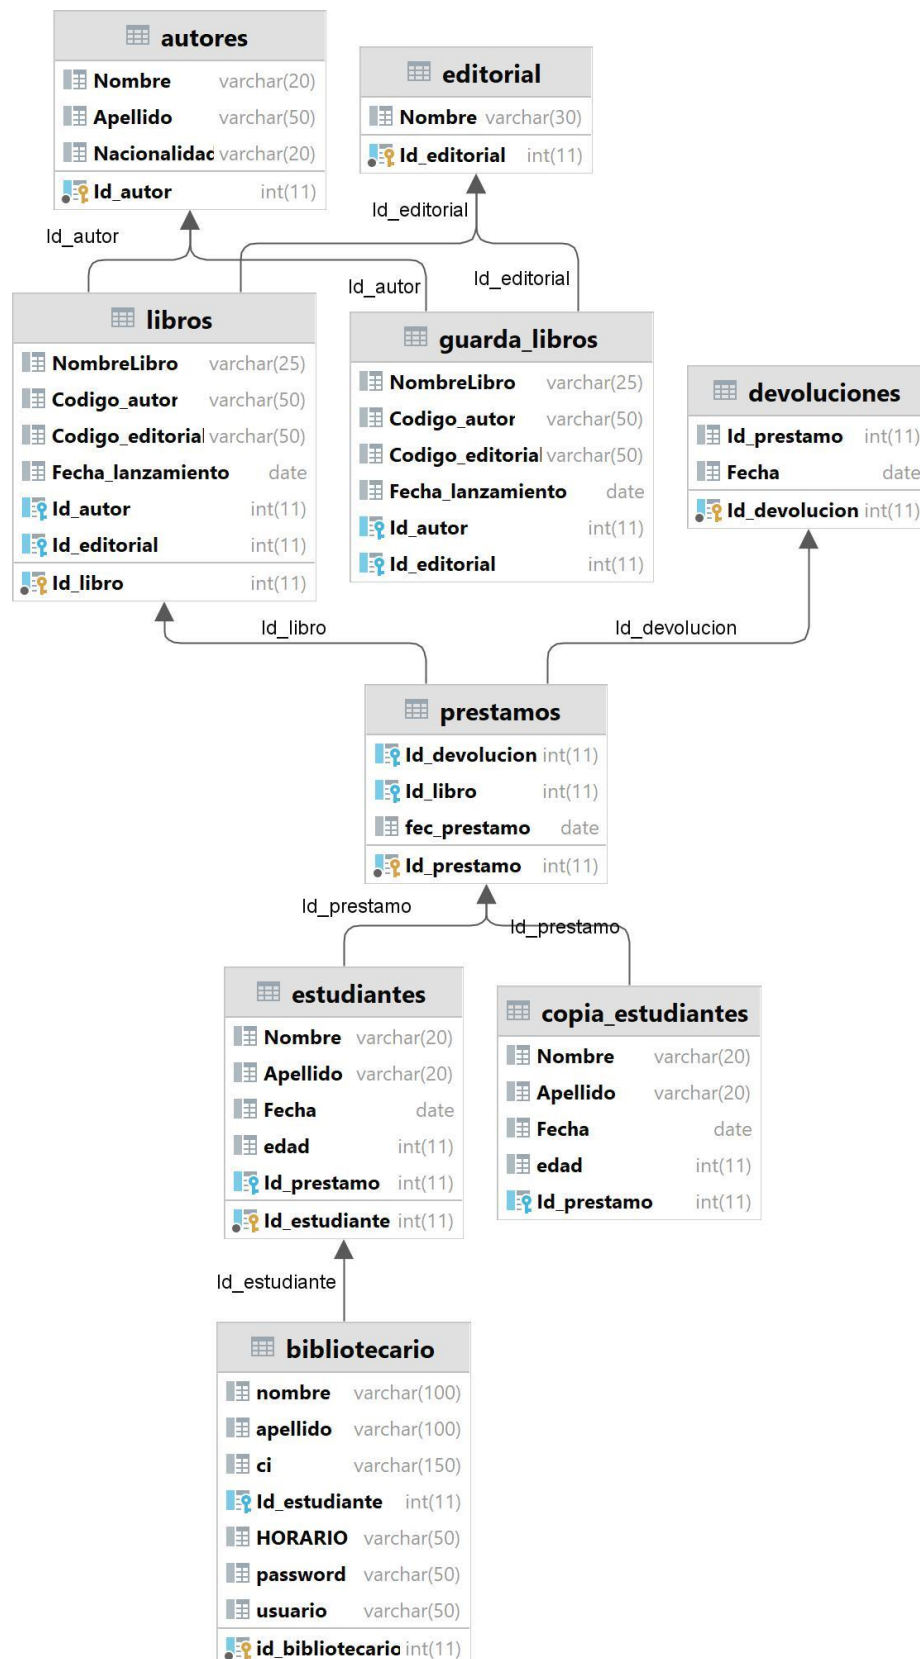 autores
Nombre varchar(20)
Apellido varchar(50)
Nacionalidad varchar(20)
Id_autor int(11)
editorial
Nombre varchar(30)
Id_editorial int(11)
Id_autor
Id_editorial
Id_autor
Id_editorial
libros
NombreLibro varchar(25)
Codigo_autor varchar(50)
Codigo_editorial varchar(50)
Fecha_lanzamiento date
Id_autor int(11)
Id_editorial int(11)
Id_libro int(11)
guarda_libros
NombreLibro varchar(25)
Codigo_autor varchar(50)
Codigo_editorial varchar(50)
Fecha_lanzamiento date
Id_autor int(11)
Id_editorial int(11)
devoluciones
Id_prestamo int(11)
Fecha date
Id_devolucion int(11)
Id_libro
Id_devolucion
prestamos
Id_devolucion int(11)
Id_libro int(11)
fec_prestamo date
Id_prestamo int(11)
Id_prestamo
Id_prestamo
estudiantes
Nombre varchar(20)
Apellido varchar(20)
Fecha date
edad int(11)
Id_prestamo int(11)
Id_estudiante int(11)
copia_estudiantes
Nombre varchar(20)
Apellido varchar(20)
Fecha date
edad int(11)
Id_prestamo int(11)
Id_estudiante
bibliotecario
nombre varchar(100)
apellido varchar(100)
ci varchar(150)
Id_estudiante int(11)
HORARIO varchar(50)
password varchar(50)
usuario varchar(50)
id_bibliotecario int(11)